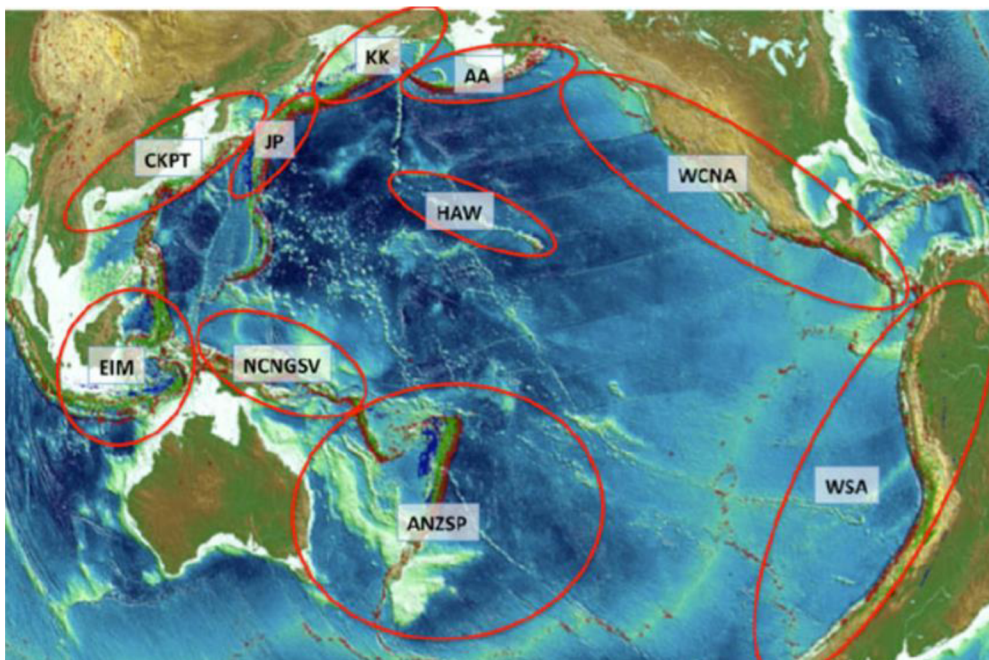 KK
AA
JP
CKPT
WCNA
HAW
EIM
NCNGSV
WSA
ANZSP